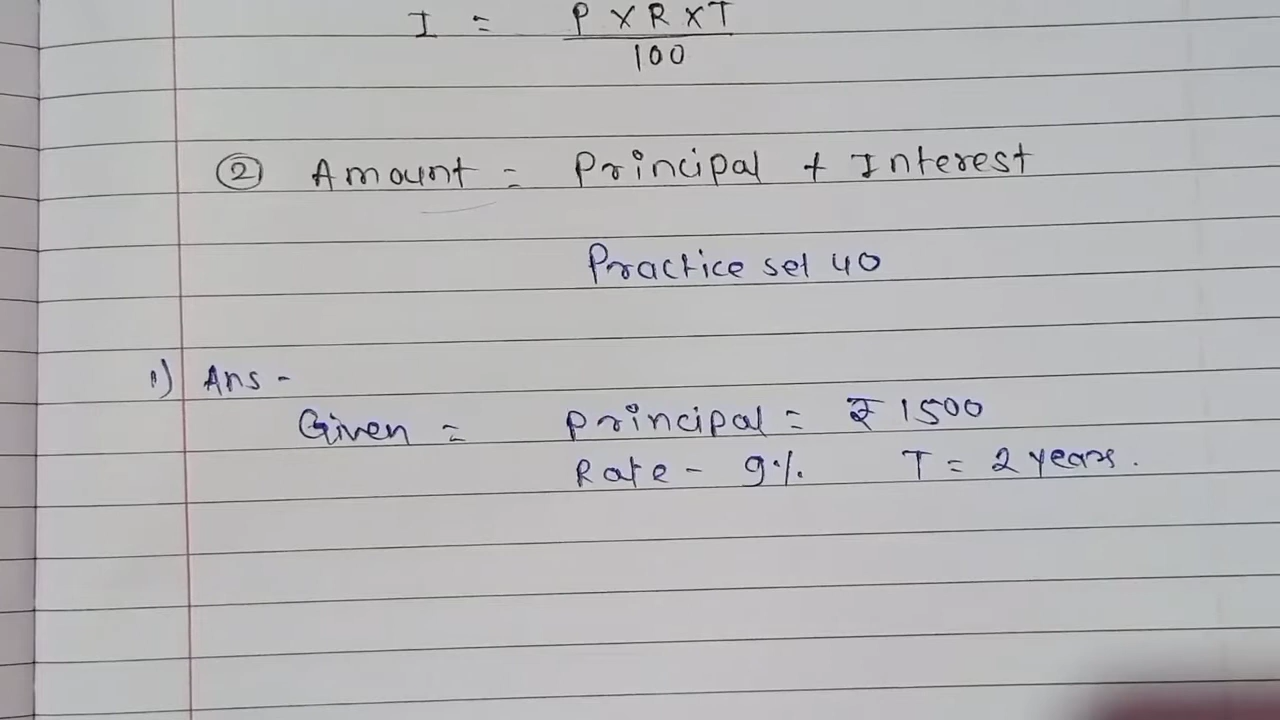 I = P X R X T
100
② Amount = Principal + Interest
Practice set 40
1) Ans -
Given = Principal = ₹ 1500
Rate - 9% T = 2 years.